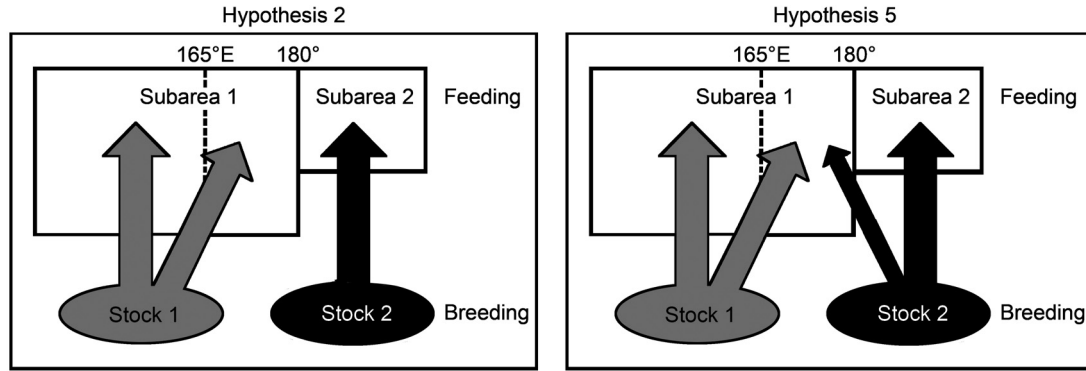 Hypothesis 2
165°E 180°
Subarea 1 Subarea 2 Feeding
Stock 1 Stock 2 Breeding
Hypothesis 5
165°E 180°
Subarea 1 Subarea 2 Feeding
Stock 1 Stock 2 Breeding